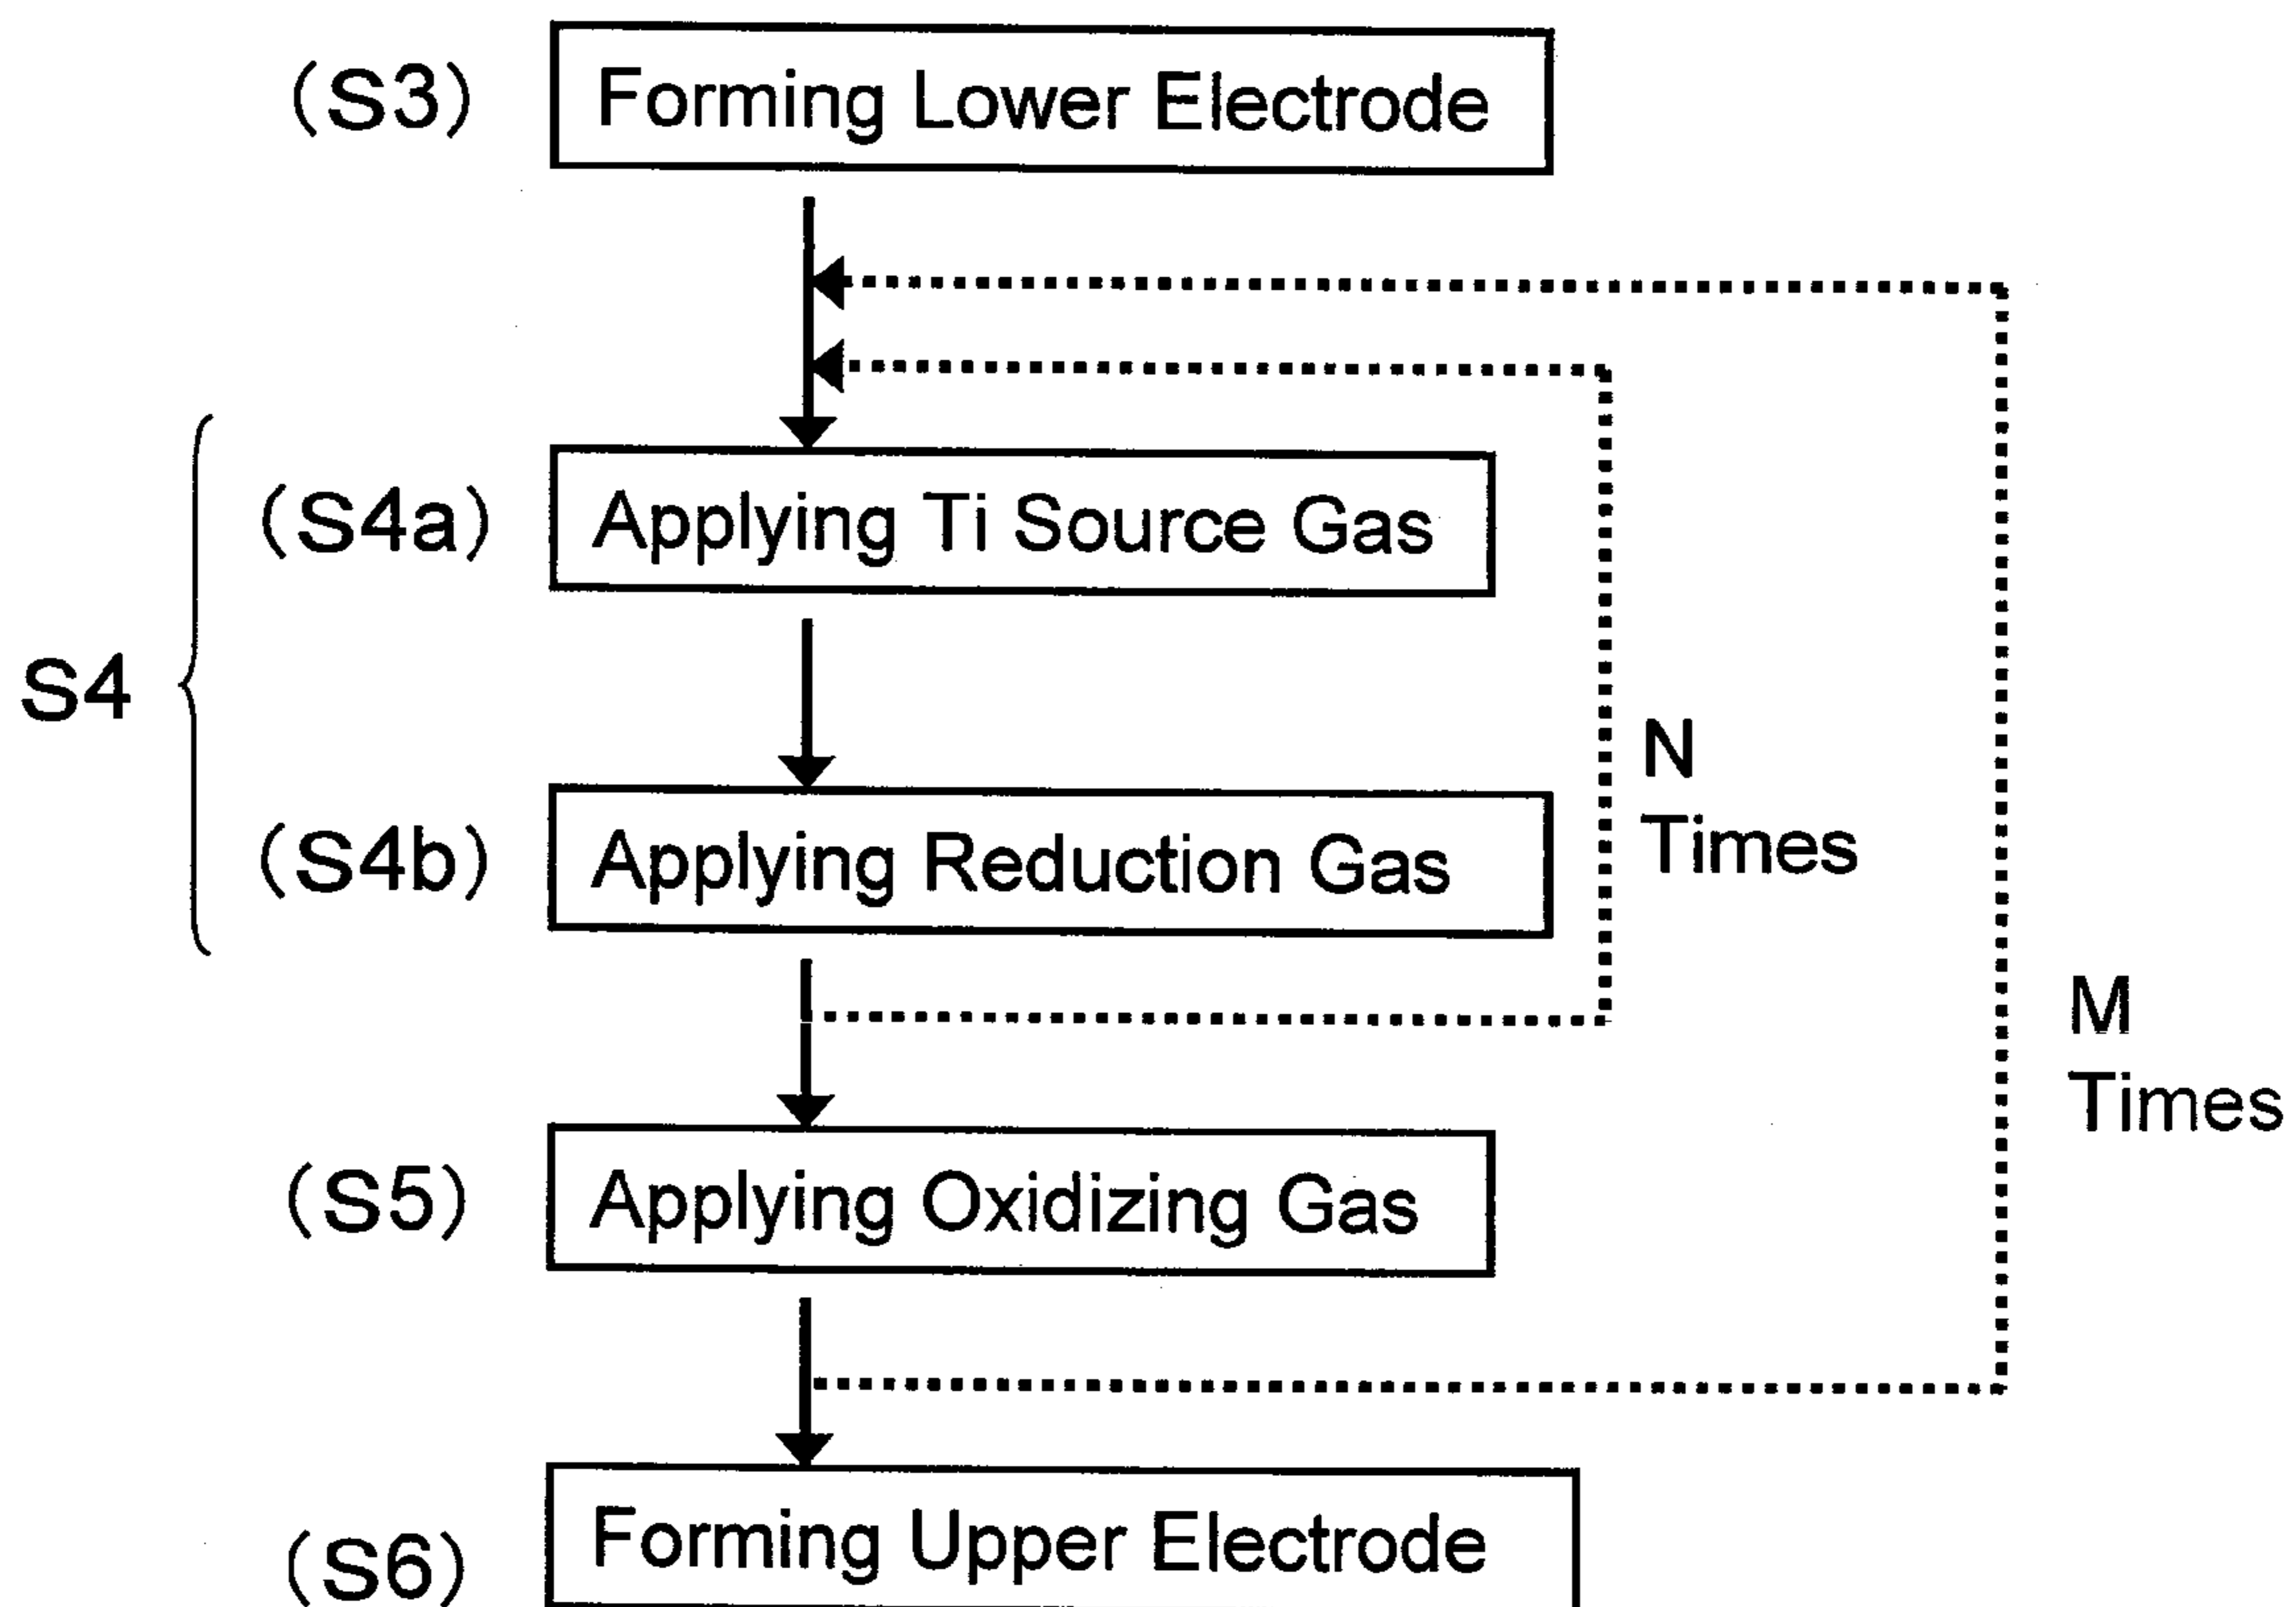 (S3) Forming Lower Electrode
(S4a) Applying Ti Source Gas
S4
N
Times
(S4b) Applying Reduction Gas
M
Times
(S5) Applying Oxidizing Gas
(S6) Forming Upper Electrode